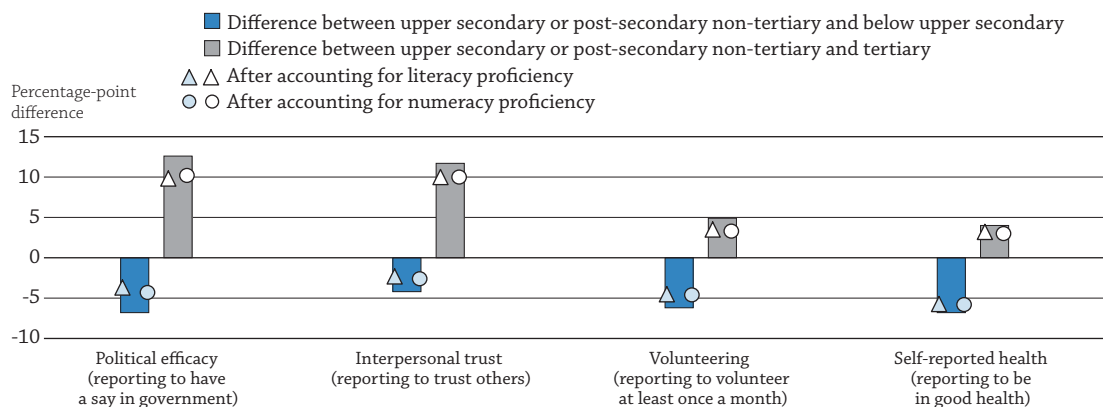 Difference between upper secondary or post-secondary non-tertiary and below upper secondary
Difference between upper secondary or post-secondary non-tertiary and tertiary
After accounting for literacy proficiency
After accounting for numeracy proficiency
Percentage-point
difference
15
10
5
0
-5
-10
Political efficacy
(reporting to have
a say in government)
Interpersonal trust
(reporting to trust others)
Volunteering
(reporting to volunteer
at least once a month)
Self-reported health
(reporting to be
in good health)